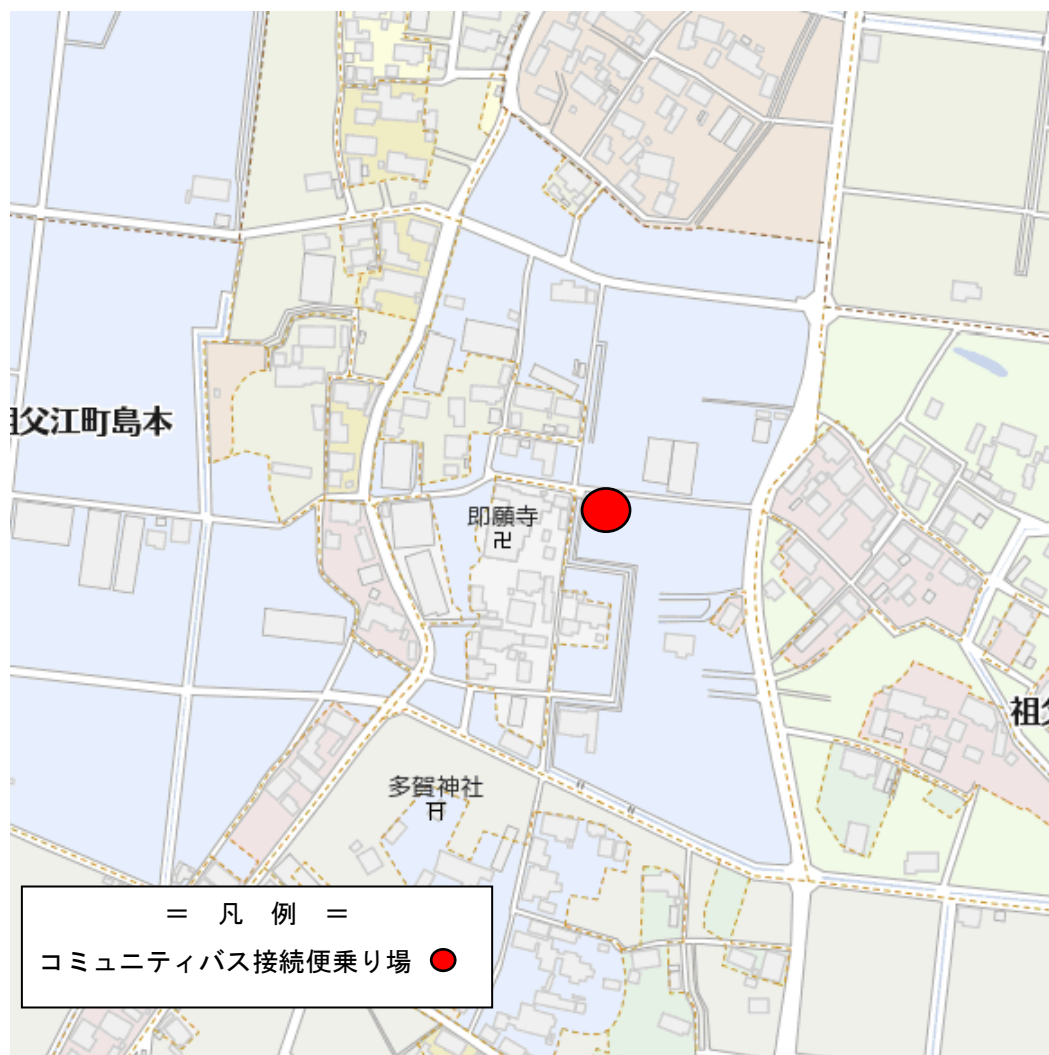 祖父江町島本
即願寺
卍
祖父
多賀神社
= 凡 例 =
コミュニティバス接続便乗り場